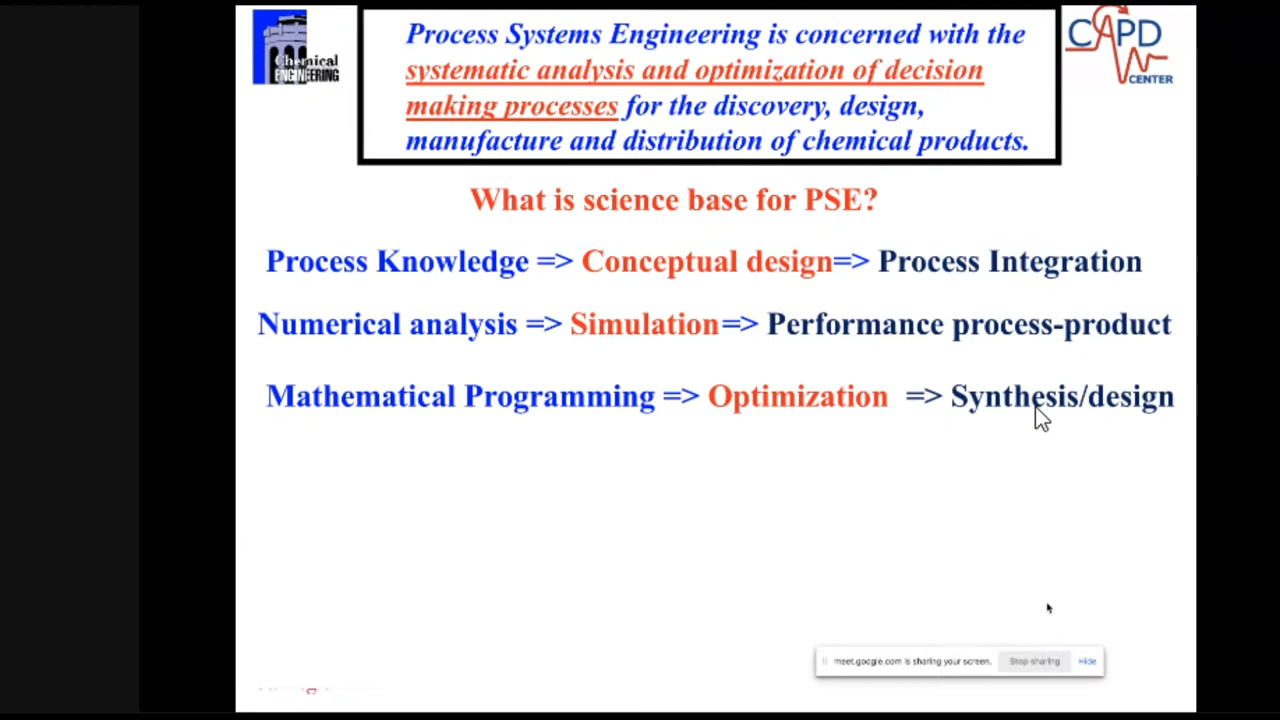 Chemical
ENGINEERING
Process Systems Engineering is concerned with the
systematic analysis and optimization of decision
making processes for the discovery, design,
manufacture and distribution of chemical products.
CAPD
CENTER
What is science base for PSE?
Process Knowledge => Conceptual design=> Process Integration
Numerical analysis => Simulation=> Performance process-product
Mathematical Programming => Optimization => Synthesis/design
meet.google.com is sharing your screen.
Stop sharing
Hide